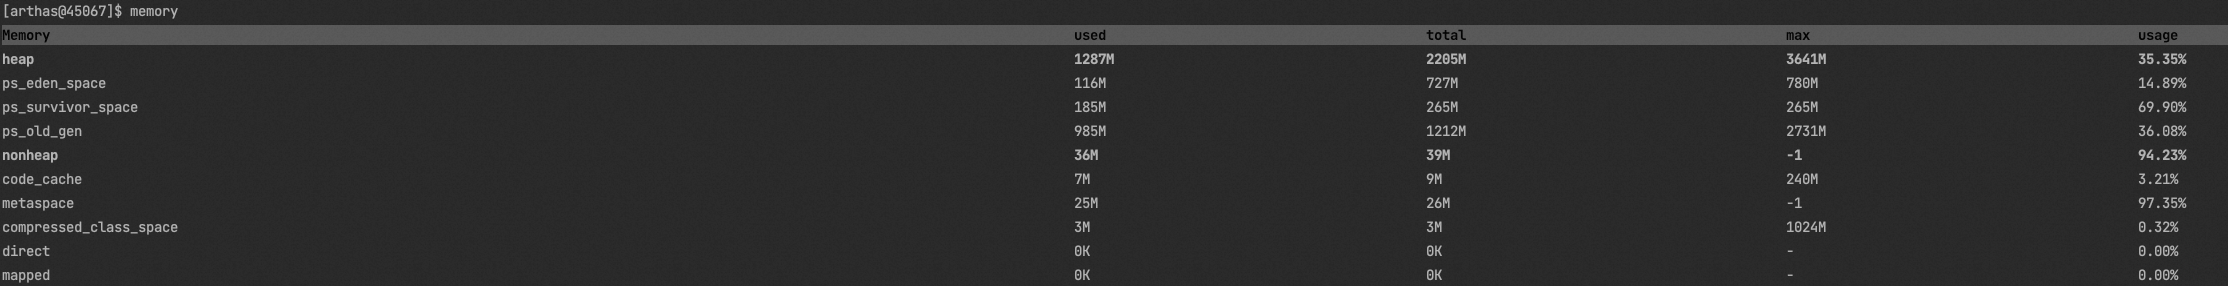 [arthas@45067]$ memory
Memory used total max usage
heap 1287M 2205M 3641M 35.35%
ps_eden_space 116M 727M 780M 14.89%
ps_survivor_space 185M 265M 265M 69.90%
ps_old_gen 985M 1212M 2731M 36.08%
nonheap 36M 39M -1 94.23%
code_cache 7M 9M 240M 3.21%
metaspace 25M 26M -1 97.35%
compressed_class_space 3M 3M 1024M 0.32%
direct 0K 0K - 0.00%
mapped 0K 0K - 0.00%